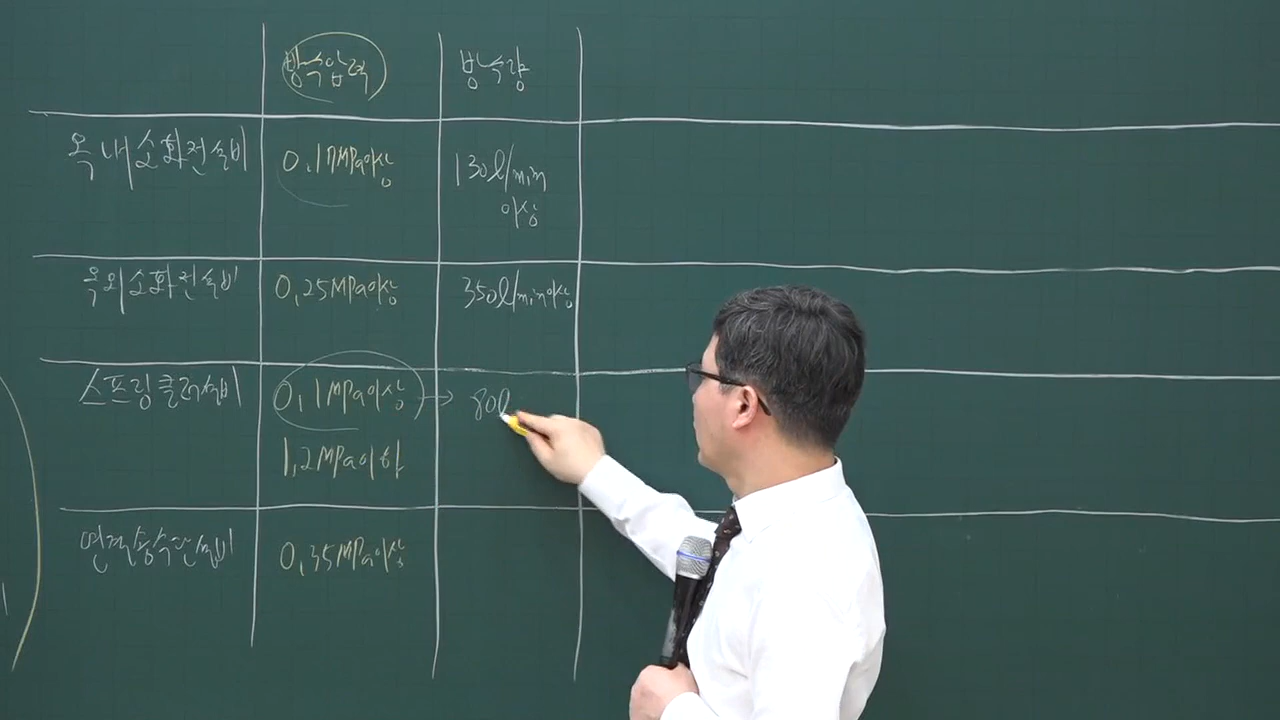 방수압력 방수량
옥내소화전설비 0.17MPa이상 130l/min
이상
옥외소화전설비 0.25MPa이상 350l/min이상
스프링클러설비 0.1MPa이상 → 80l
1.2MPa이하
연결송수관설비 0.35MPa이상